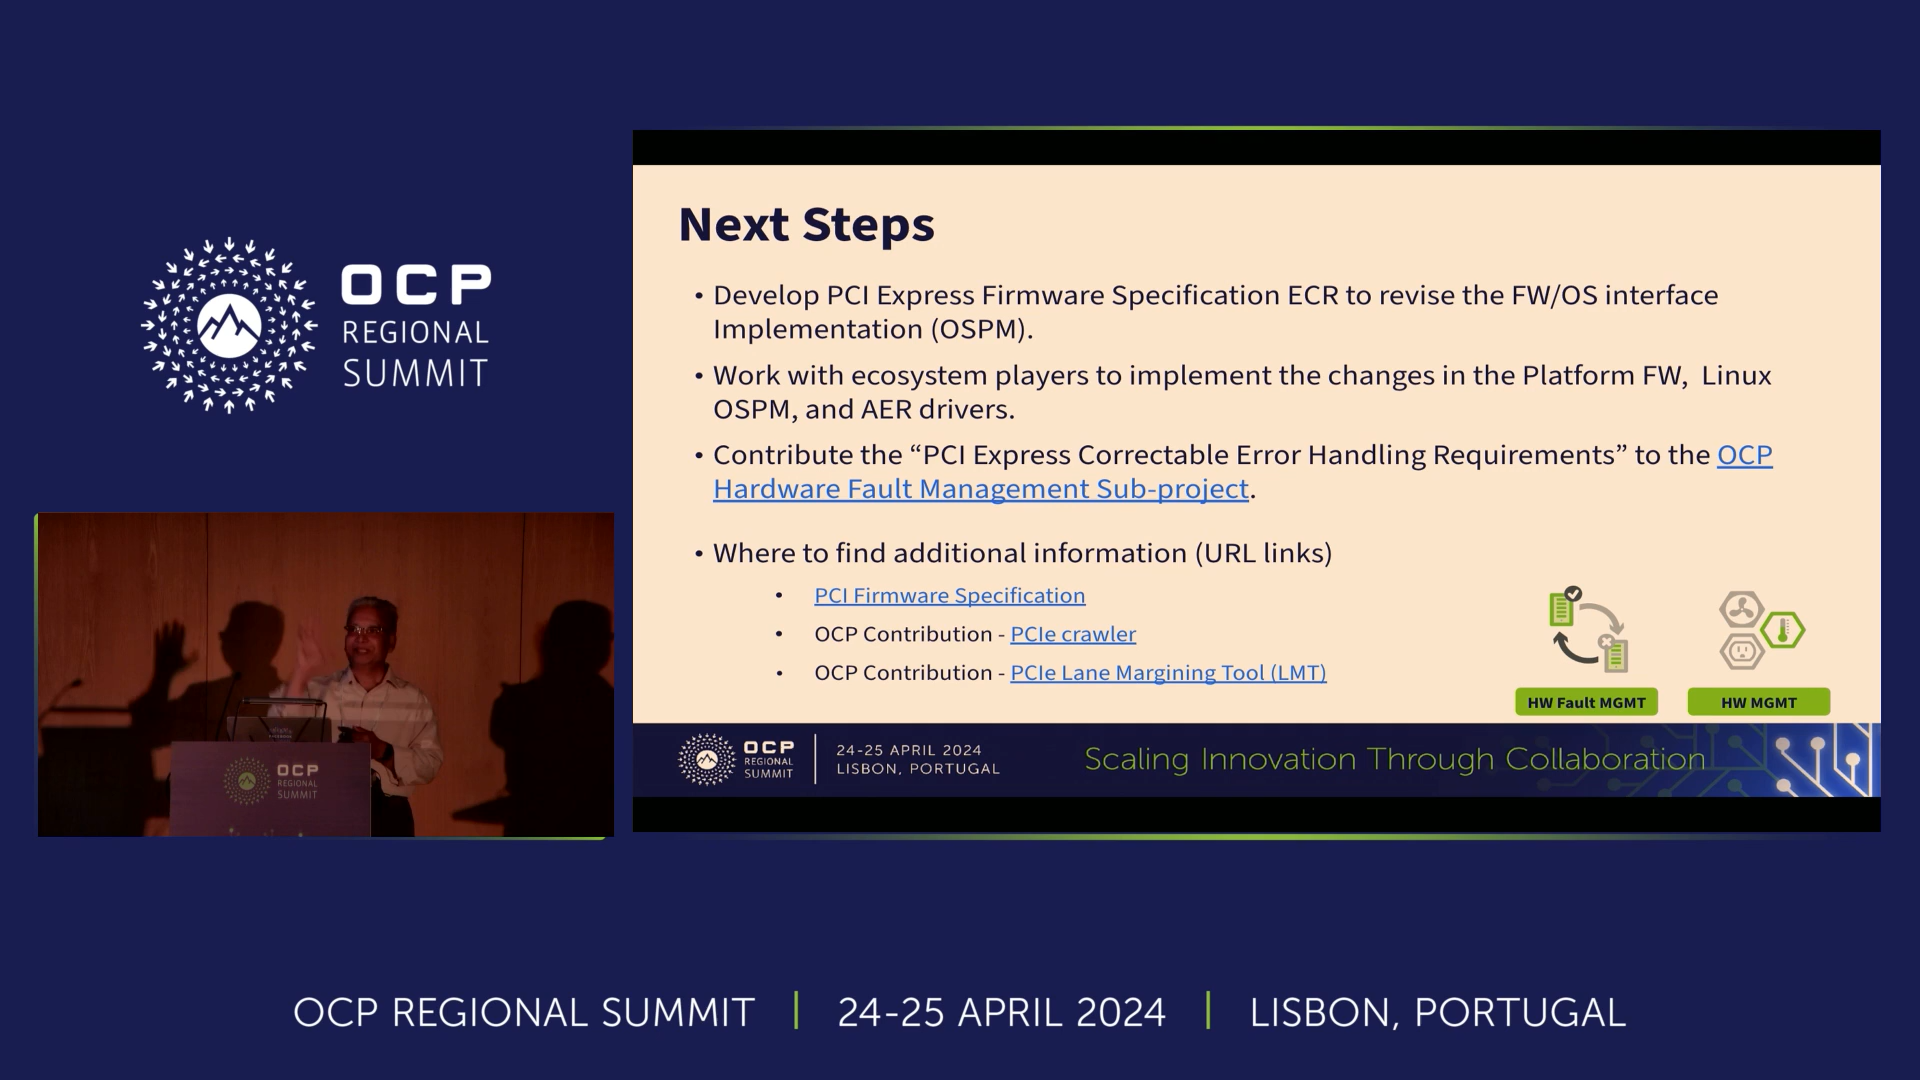 OCP
REGIONAL
SUMMIT
Next Steps
• Develop PCI Express Firmware Specification ECR to revise the FW/OS interface
Implementation (OSPM).
• Work with ecosystem players to implement the changes in the Platform FW,  Linux
OSPM, and AER drivers.
• Contribute the “PCI Express Correctable Error Handling Requirements” to the OCP
Hardware Fault Management Sub-project.
• Where to find additional information (URL links)
• PCI Firmware Specification
• OCP Contribution - PCIe crawler
• OCP Contribution - PCIe Lane Margining Tool (LMT)
HW Fault MGMT
HW MGMT
OCP
REGIONAL
SUMMIT
24-25 APRIL 2024
LISBON, PORTUGAL
Scaling Innovation Through Collaboration
OCP
REGIONAL
SUMMIT
OCP REGIONAL SUMMIT | 24-25 APRIL 2024 | LISBON, PORTUGAL